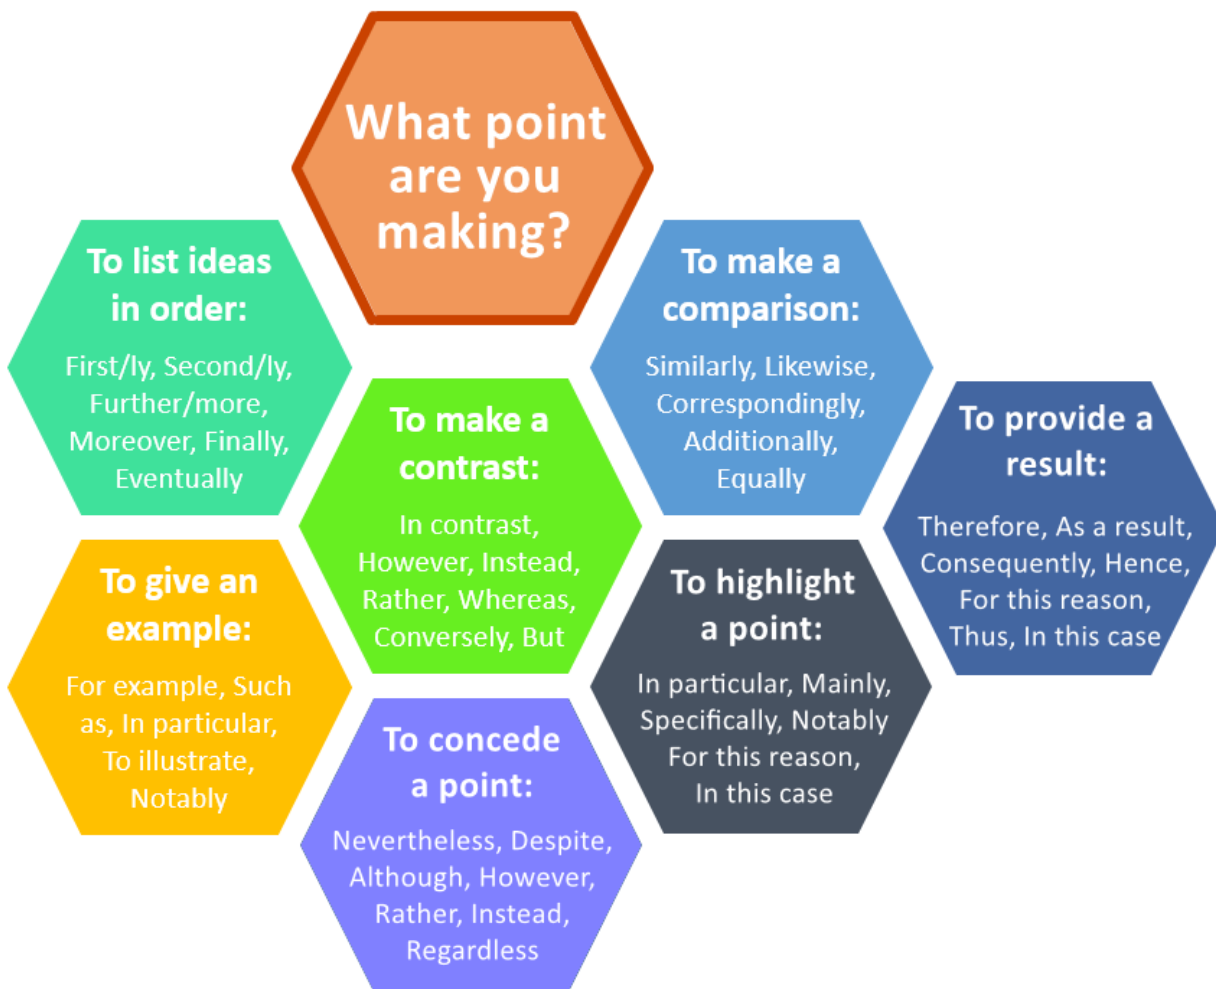 What point
are you
making?
To list ideas
in order:
First/ly, Second/ly,
Further/more,
Moreover, Finally,
Eventually
To make a
comparison:
Similarly, Likewise,
Correspondingly,
Additionally,
Equally
To make a
contrast:
In contrast,
However, Instead,
Rather, Whereas,
Conversely, But
To provide a
result:
Therefore, As a result,
Consequently, Hence,
For this reason,
Thus, In this case
To give an
example:
For example, Such
as, In particular,
To illustrate,
Notably
To highlight
a point:
In particular, Mainly,
Specifically, Notably
For this reason,
In this case
To concede
a point:
Nevertheless, Despite,
Although, However,
Rather, Instead,
Regardless